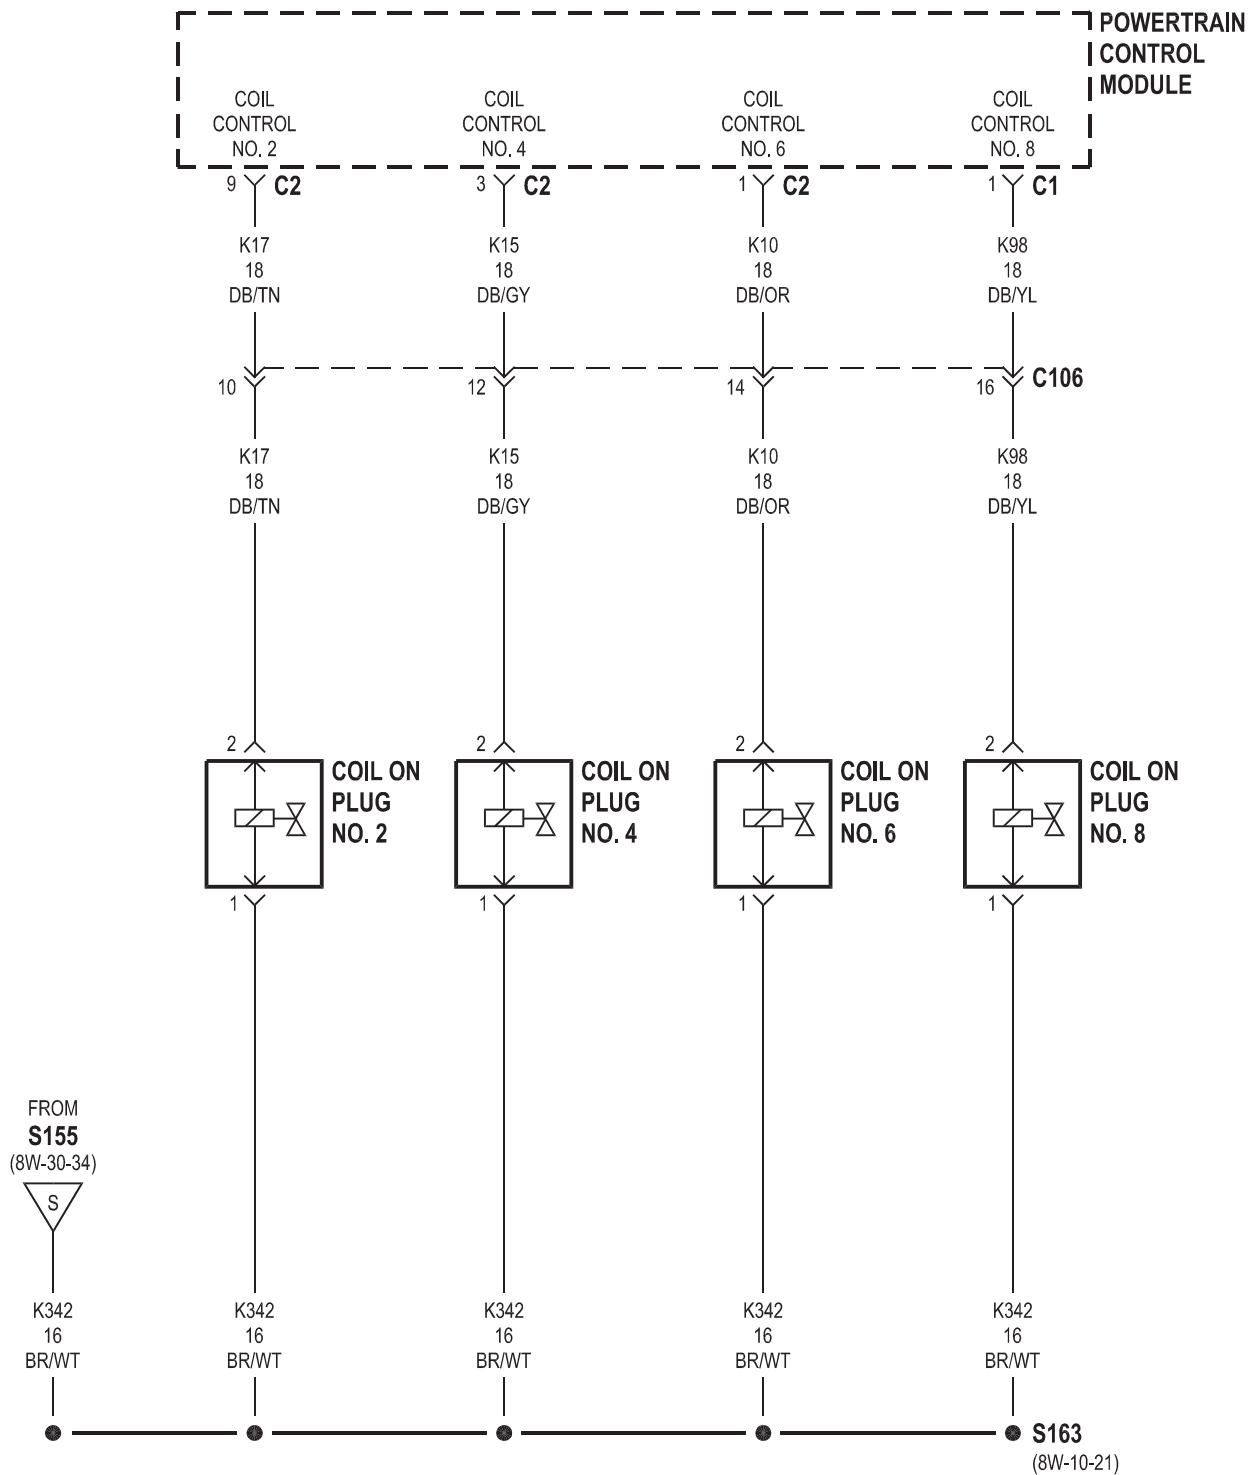 POWERTRAIN
CONTROL
MODULE
COIL
CONTROL
NO. 2
COIL
CONTROL
NO. 4
COIL
CONTROL
NO. 6
COIL
CONTROL
NO. 8
9 C2
3 C2
1 C2
1 C1
K17
18
DB/TN
K15
18
DB/GY
K10
18
DB/OR
K98
18
DB/YL
10
12
14
16 C106
K17
18
DB/TN
K15
18
DB/GY
K10
18
DB/OR
K98
18
DB/YL
2
COIL ON
PLUG
NO. 2
1
2
COIL ON
PLUG
NO. 4
1
2
COIL ON
PLUG
NO. 6
1
2
COIL ON
PLUG
NO. 8
1
FROM
S155
(8W-30-34)
S
K342
16
BR/WT
K342
16
BR/WT
K342
16
BR/WT
K342
16
BR/WT
K342
16
BR/WT
S163
(8W-10-21)